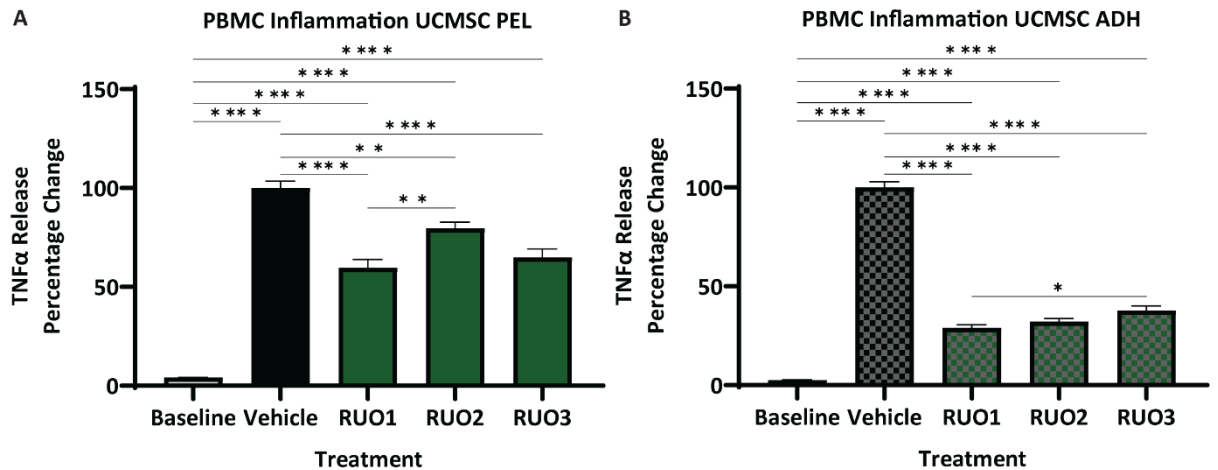 A
PBMC Inflammation UCMSC PEL
****
****
****
****
****
**
****
**
150
100
50
0
TNFα Release
Percentage Change
Baseline Vehicle RUO1 RUO2 RUO3
Treatment
B
PBMC Inflammation UCMSC ADH
****
****
****
****
****
****
****
*
150
100
50
0
TNFα Release
Percentage Change
Baseline Vehicle RUO1 RUO2 RUO3
Treatment